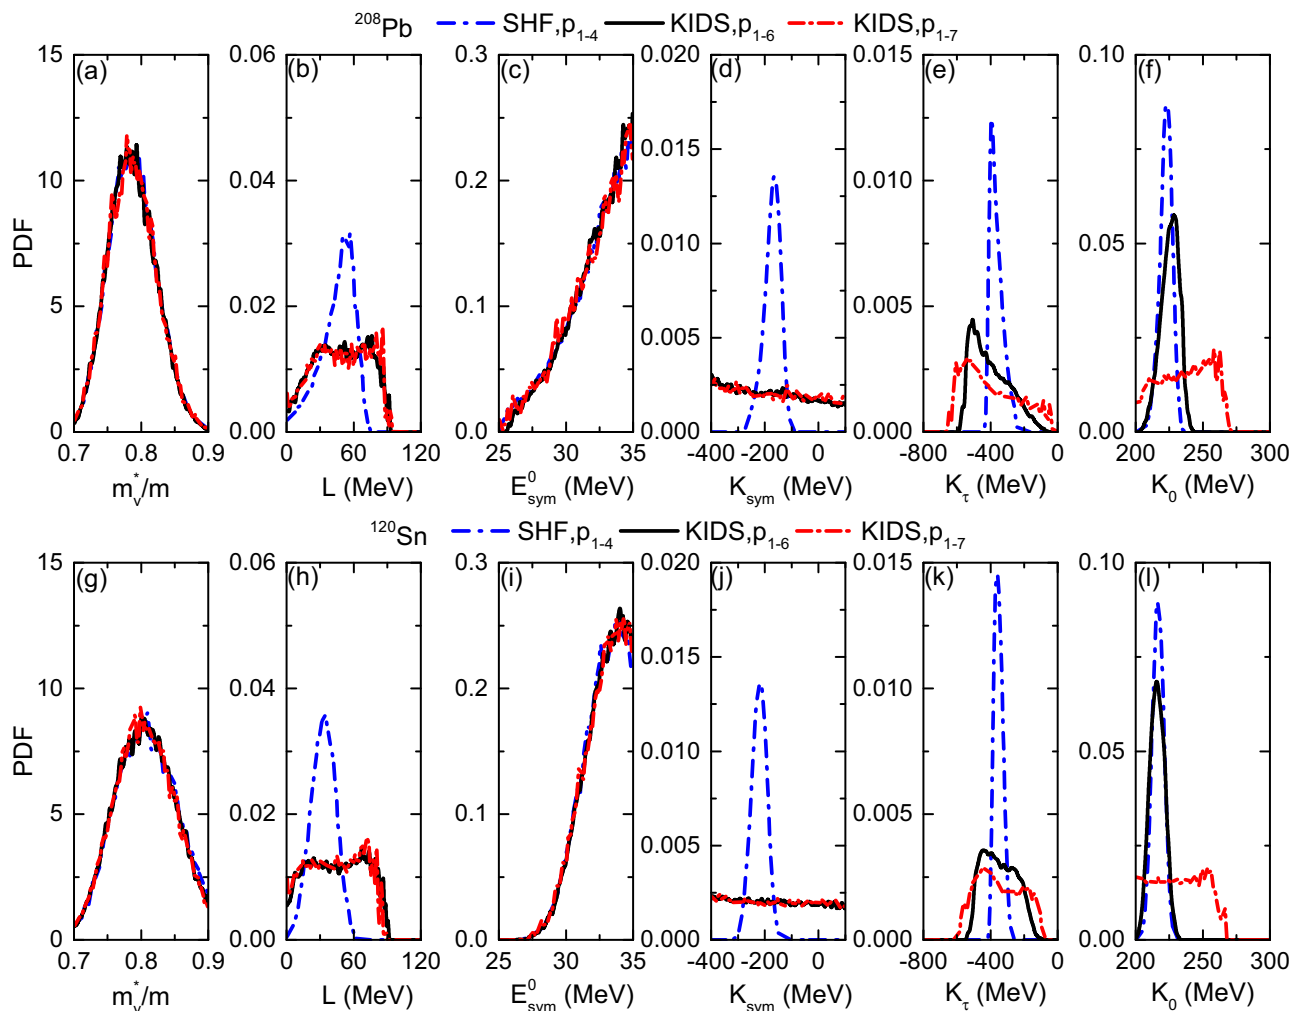 ²⁰⁸Pb SHF,p₁₋₄ KIDS,p₁₋₆ KIDS,p₁₋₇
(a) (b) (c) (d) (e) (f)
15 0.06 0.3 0.020 0.015 0.10
10 0.04 0.2 0.015 0.010 0.05
0.010
5 0.02 0.1 0.005 0.005
0 0.00 0.0 0.000 0.000 0.00
PDF
0.7 0.8 0.9 0 60 120 25 30 35 -400 -200 0 -800 -400 0 200 250 300
m*ᵥ/m L (MeV) E⁰sym (MeV) Ksym (MeV) Kτ (MeV) K₀ (MeV)
¹²⁰Sn SHF,p₁₋₄ KIDS,p₁₋₆ KIDS,p₁₋₇
(g) (h) (i) (j) (k) (l)
15 0.06 0.3 0.020 0.015 0.10
10 0.04 0.2 0.015 0.010 0.05
0.010
5 0.02 0.1 0.005 0.005
0 0.00 0.0 0.000 0.000 0.00
PDF
0.7 0.8 0.9 0 60 120 25 30 35 -400 -200 0 -800 -400 0 200 250 300
m*ᵥ/m L (MeV) E⁰sym (MeV) Ksym (MeV) Kτ (MeV) K₀ (MeV)